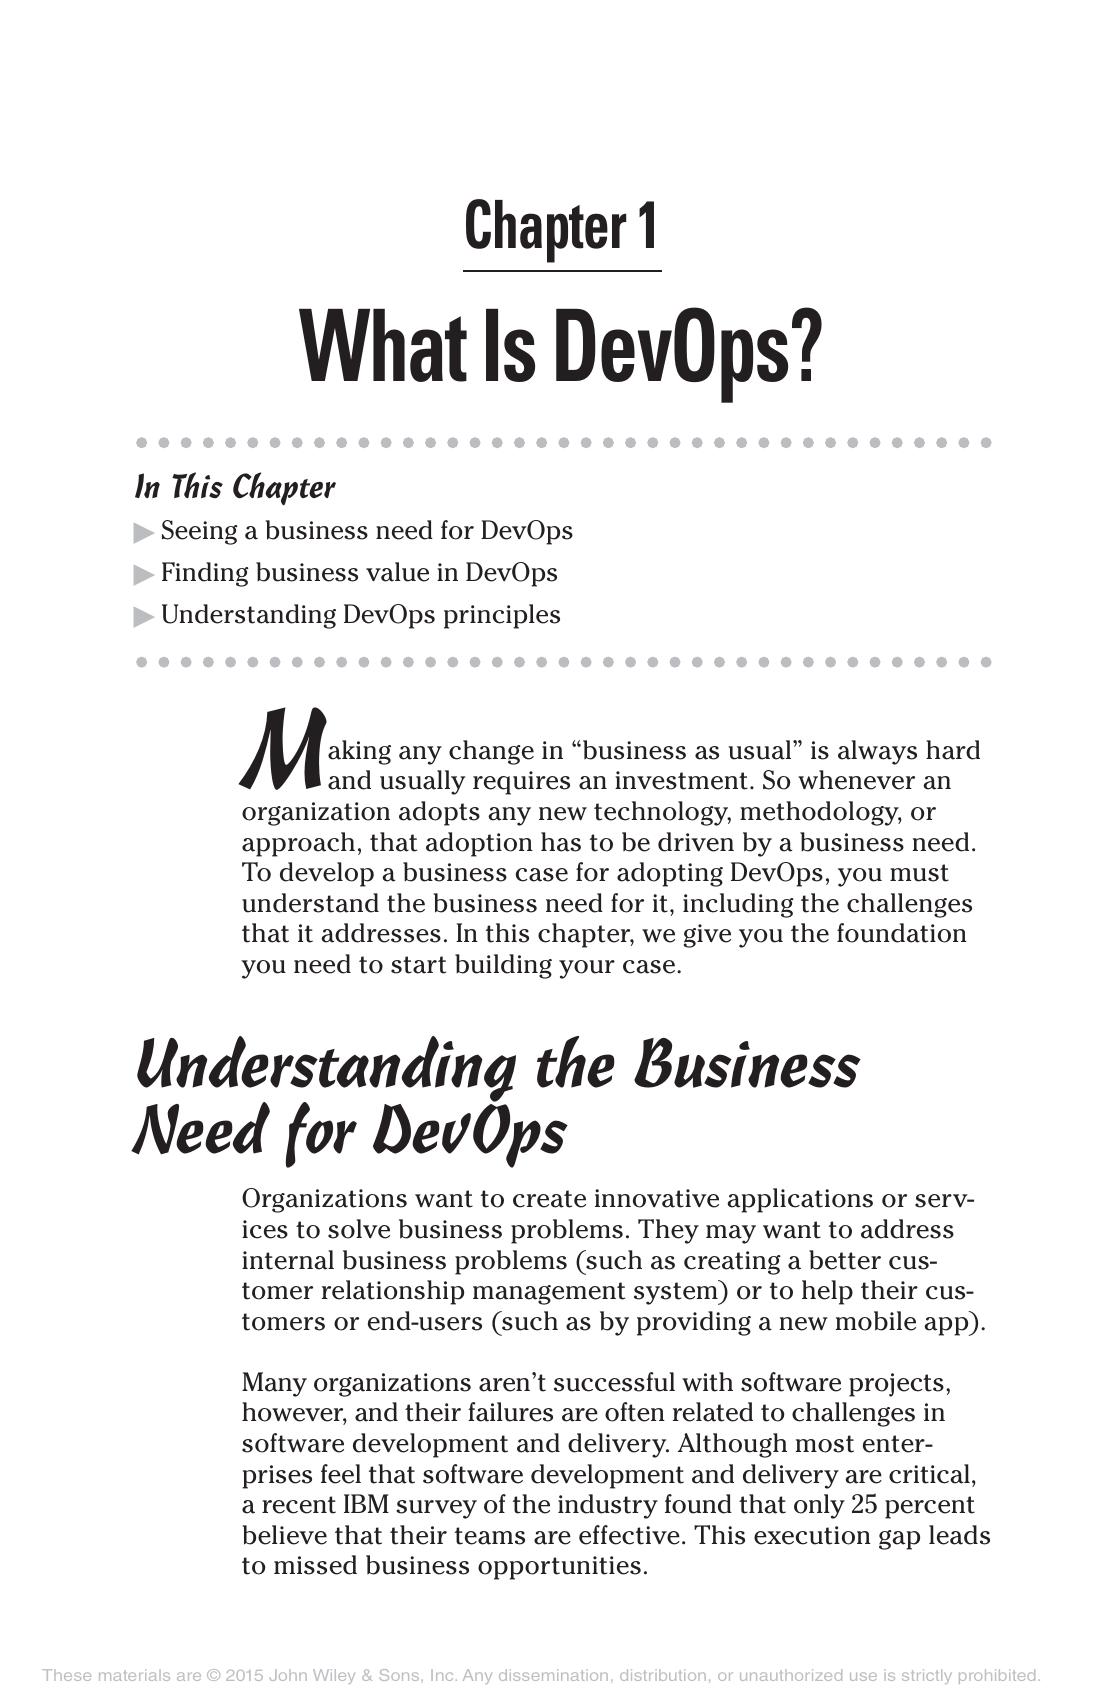 Chapter 1
What Is DevOps?
In This Chapter
▶ Seeing a business need for DevOps
▶ Finding business value in DevOps
▶ Understanding DevOps principles
Making any change in “business as usual” is always hard
and usually requires an investment. So whenever an
organization adopts any new technology, methodology, or
approach, that adoption has to be driven by a business need.
To develop a business case for adopting DevOps, you must
understand the business need for it, including the challenges
that it addresses. In this chapter, we give you the foundation
you need to start building your case.
Understanding the Business
Need for DevOps
Organizations want to create innovative applications or serv-
ices to solve business problems. They may want to address
internal business problems (such as creating a better cus-
tomer relationship management system) or to help their cus-
tomers or end-users (such as by providing a new mobile app).
Many organizations aren’t successful with software projects,
however, and their failures are often related to challenges in
software development and delivery. Although most enter-
prises feel that software development and delivery are critical,
a recent IBM survey of the industry found that only 25 percent
believe that their teams are effective. This execution gap leads
to missed business opportunities.
These materials are © 2015 John Wiley & Sons, Inc. Any dissemination, distribution, or unauthorized use is strictly prohibited.